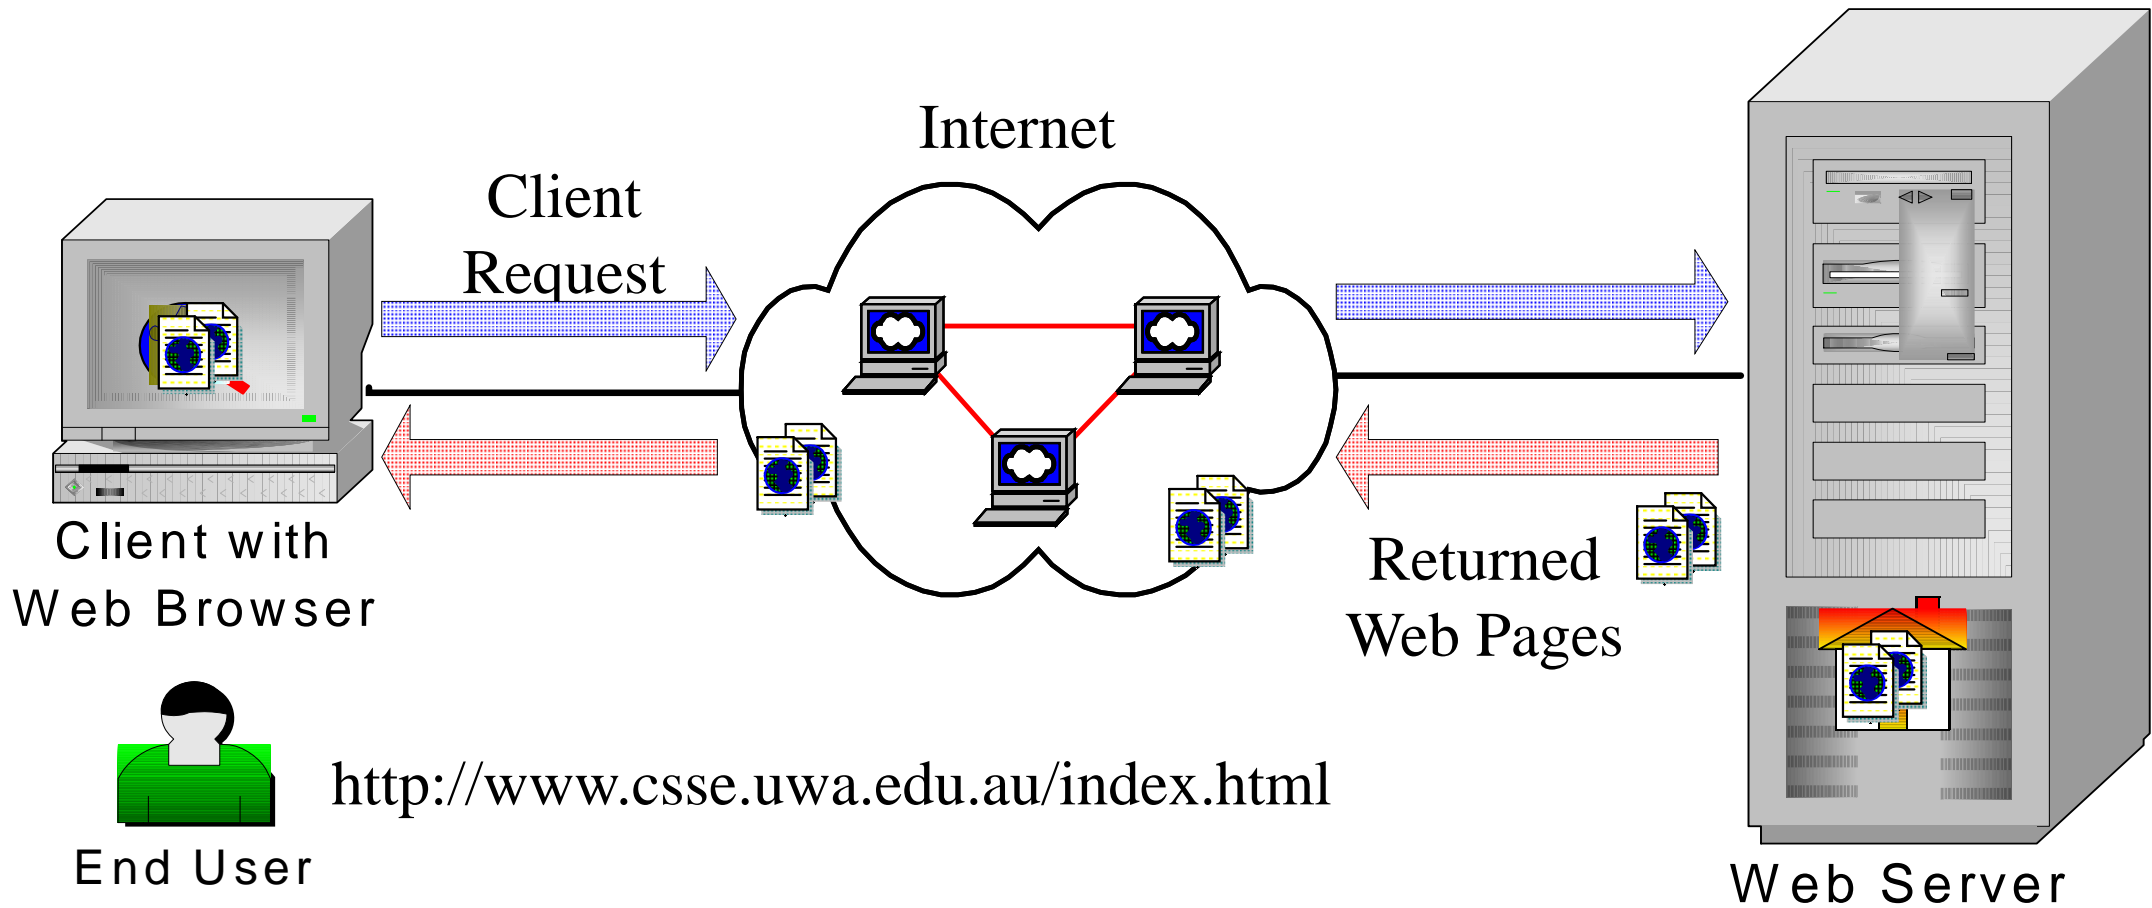 Internet
Client
Request
Client with
Web Browser
Returned
Web Pages
http://www.csse.uwa.edu.au/index.html
End User
Web Server